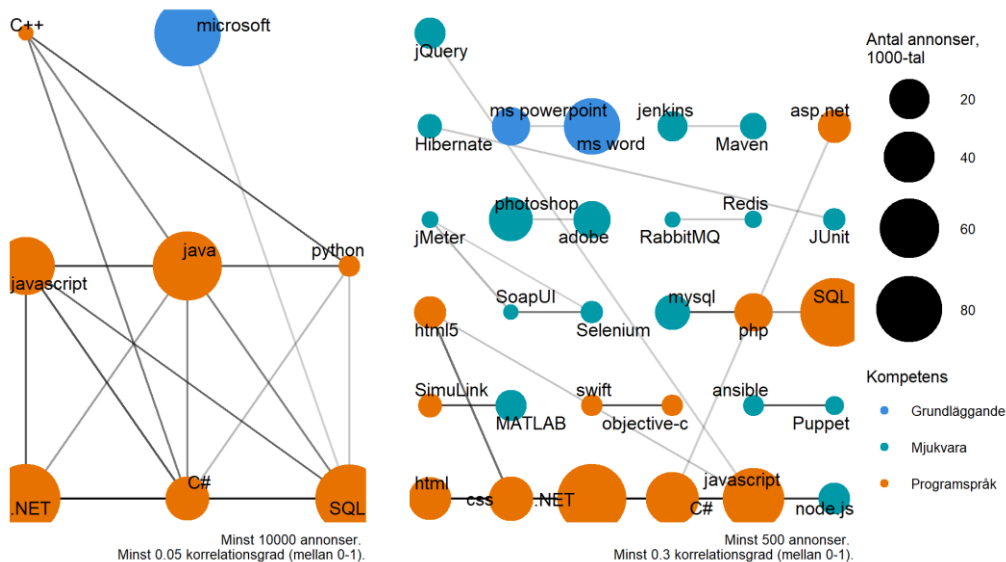 C++
microsoft
java
python
javascript
.NET
C#
SQL
Minst 10000 annonser.
Minst 0.05 korrelationsgrad (mellan 0-1).
jQuery
ms powerpoint
jenkins
asp.net
Hibernate
ms word
Maven
photoshop
Redis
jMeter
adobe
RabbitMQ
JUnit
SoapUI
mysql
SQL
html5
Selenium
php
SimuLink
swift
ansible
MATLAB
objective-c
Puppet
html
javascript
css
.NET
C#
node.js
Minst 500 annonser.
Minst 0.3 korrelationsgrad (mellan 0-1).
Antal annonser,
1000-tal
20
40
60
80
Kompetens
Grundläggande
Mjukvara
Programspråk